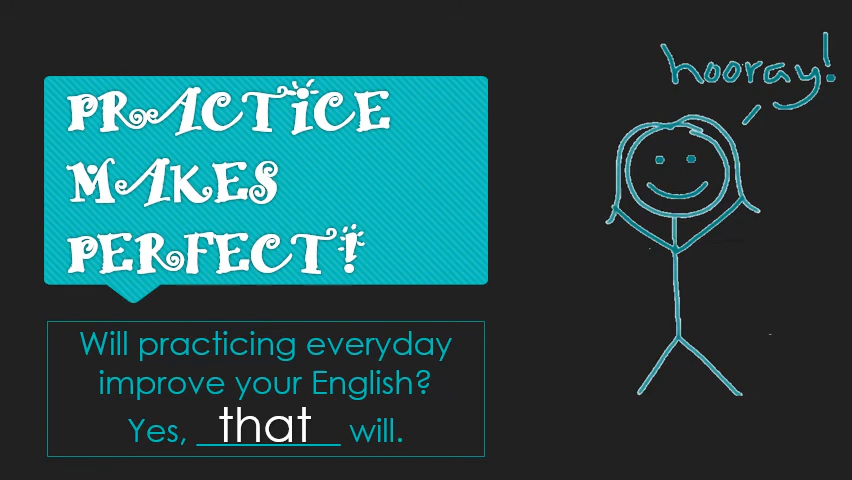 hooray!
PRACTICE
MAKES
PERFECT!
Will practicing everyday
improve your English?
Yes, that will.